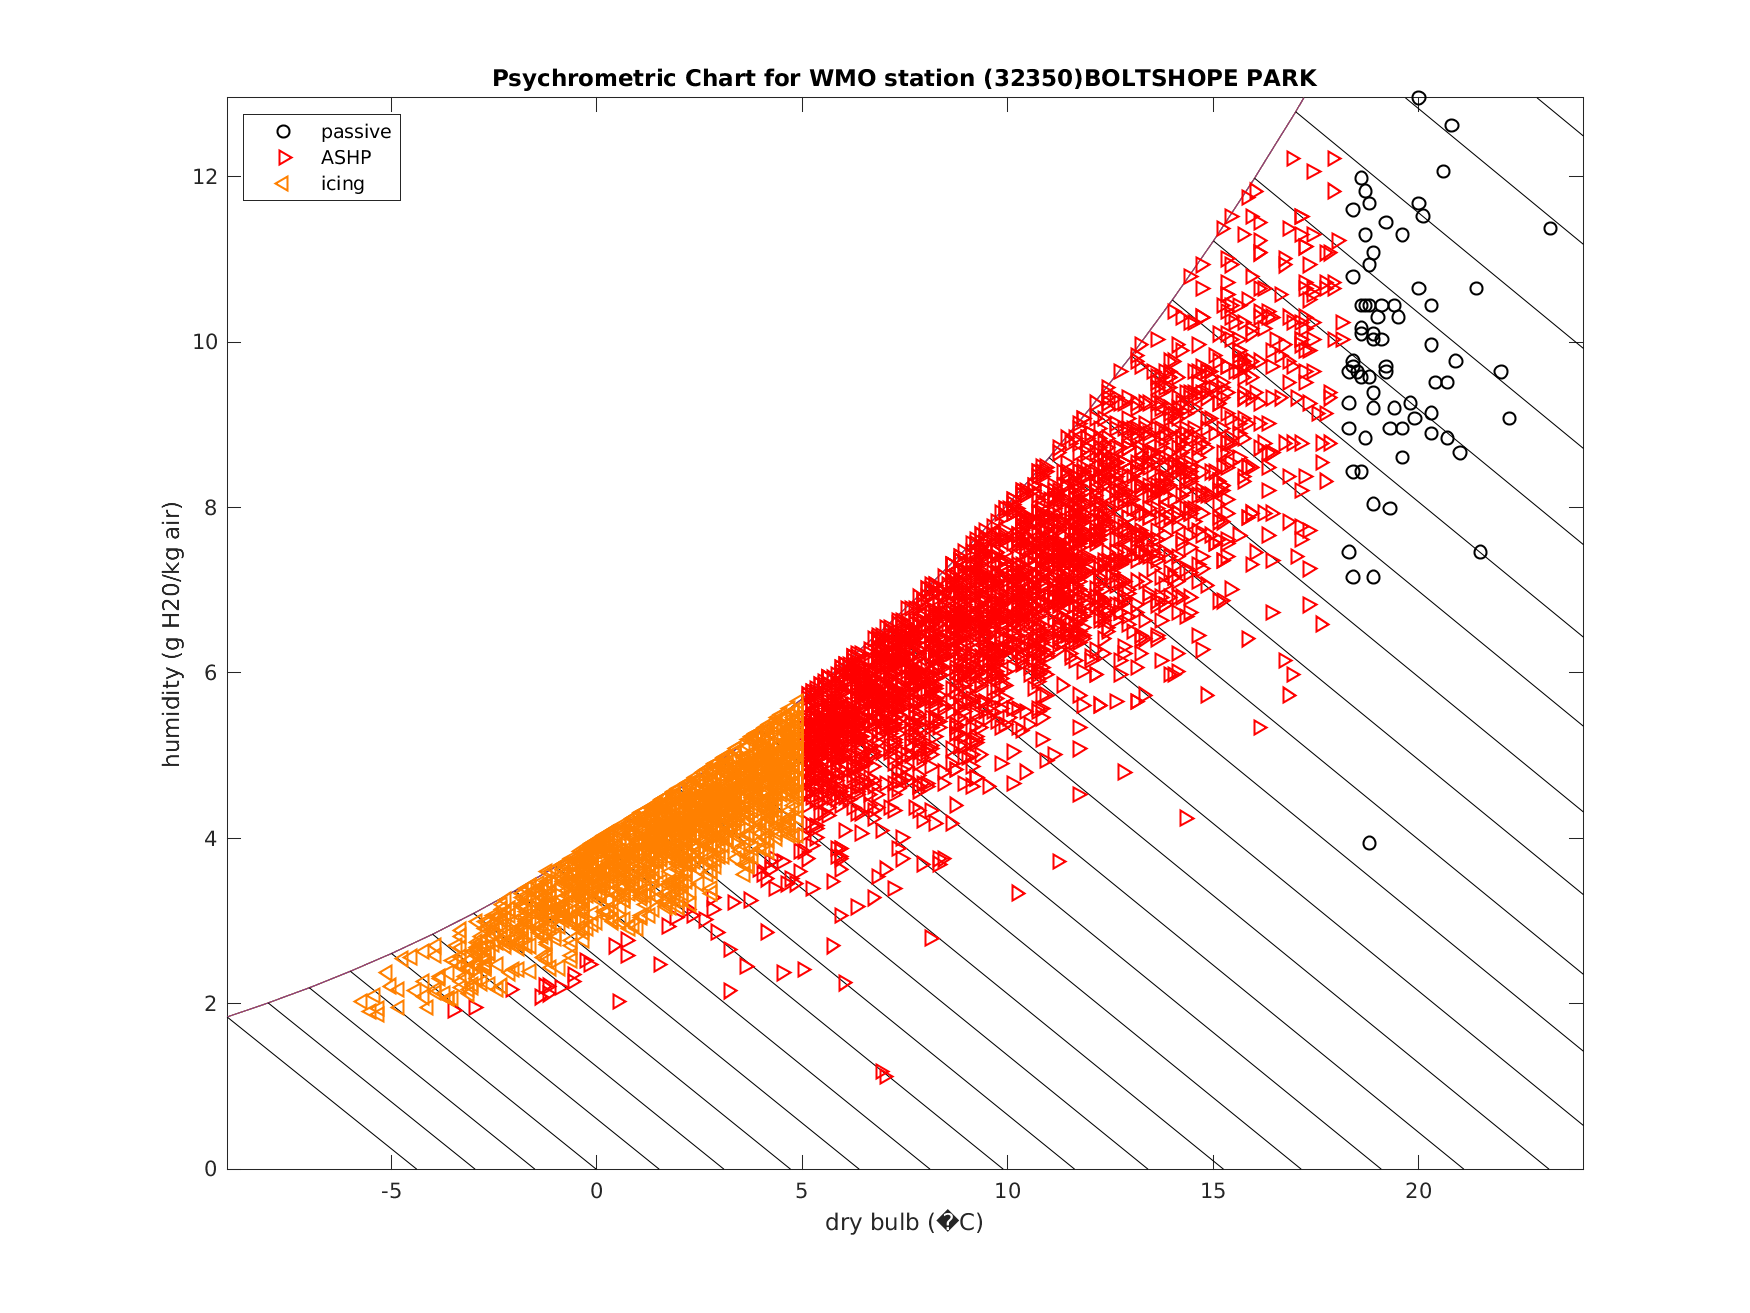 Psychrometric Chart for WMO station (32350)BOLTSHOPE PARK
passive
ASHP
icing
12
10
8
6
4
2
0
humidity (g H20/kg air)
-5
0
5
10
15
20
dry bulb (�C)